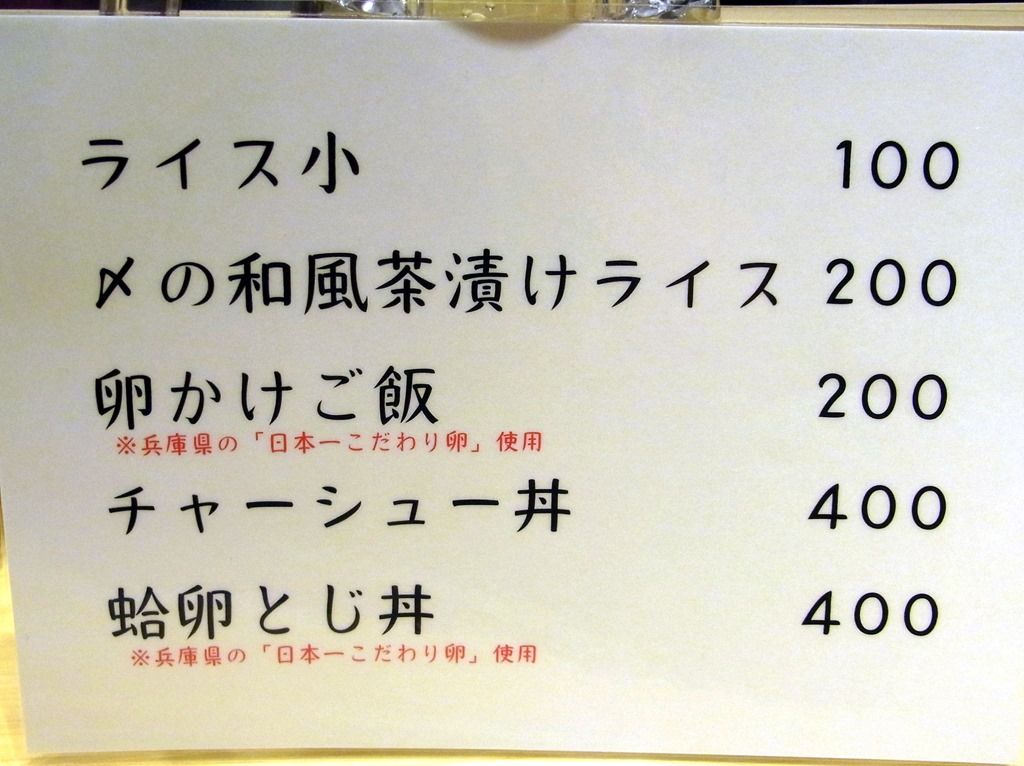 ライス小 100
〆の和風茶漬けライス 200
卵かけご飯 200
※兵庫県の「日本一こだわり卵」使用
チャーシュー丼 400
蛤卵とじ丼 400
※兵庫県の「日本一こだわり卵」使用